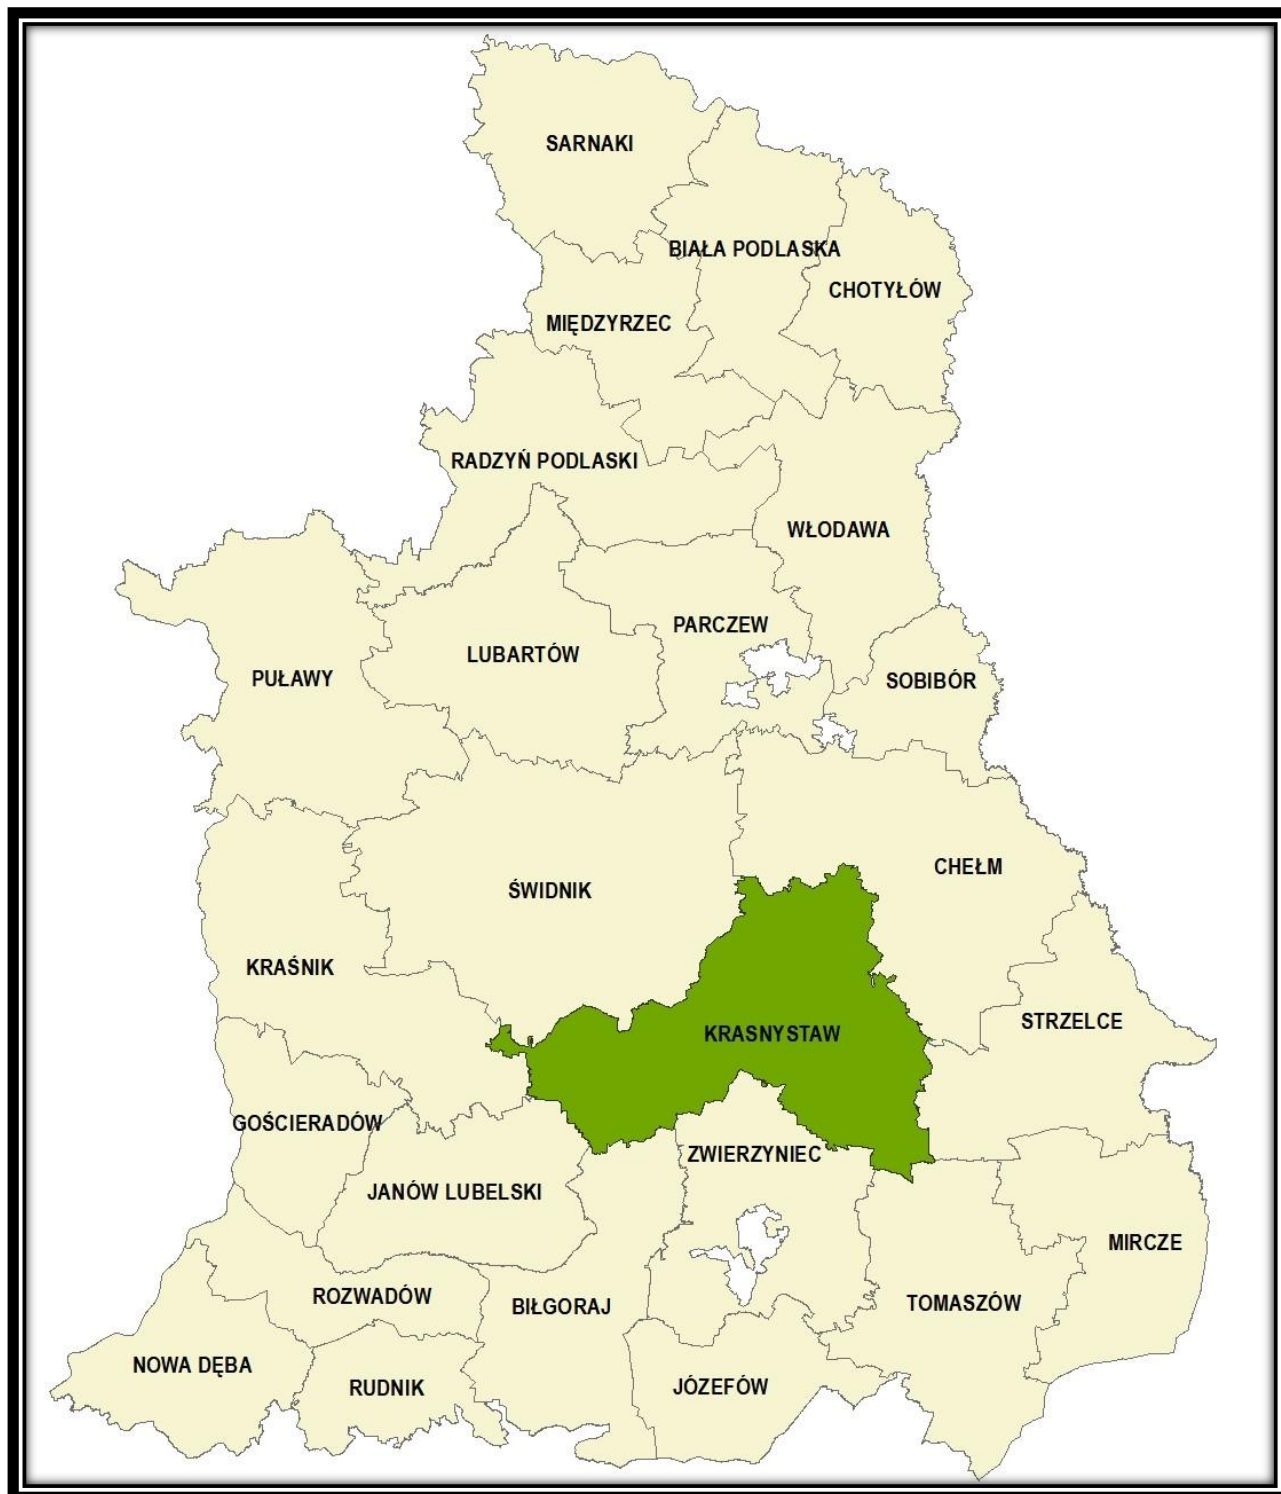 SARNAKI
BIAŁA PODLASKA
CHOTYŁÓW
MIĘDZYRZEC
RADZYŃ PODLASKI
WŁODAWA
PARCZEW
LUBARTÓW
PUŁAWY
SOBIBÓR
CHEŁM
ŚWIDNIK
KRAŚNIK
STRZELCE
KRASNYSTAW
GOŚCIERADÓW
ZWIERZYNIEC
JANÓW LUBELSKI
MIRCZE
ROZWADÓW
TOMASZÓW
BIŁGORAJ
NOWA DĘBA
RUDNIK
JÓZEFÓW